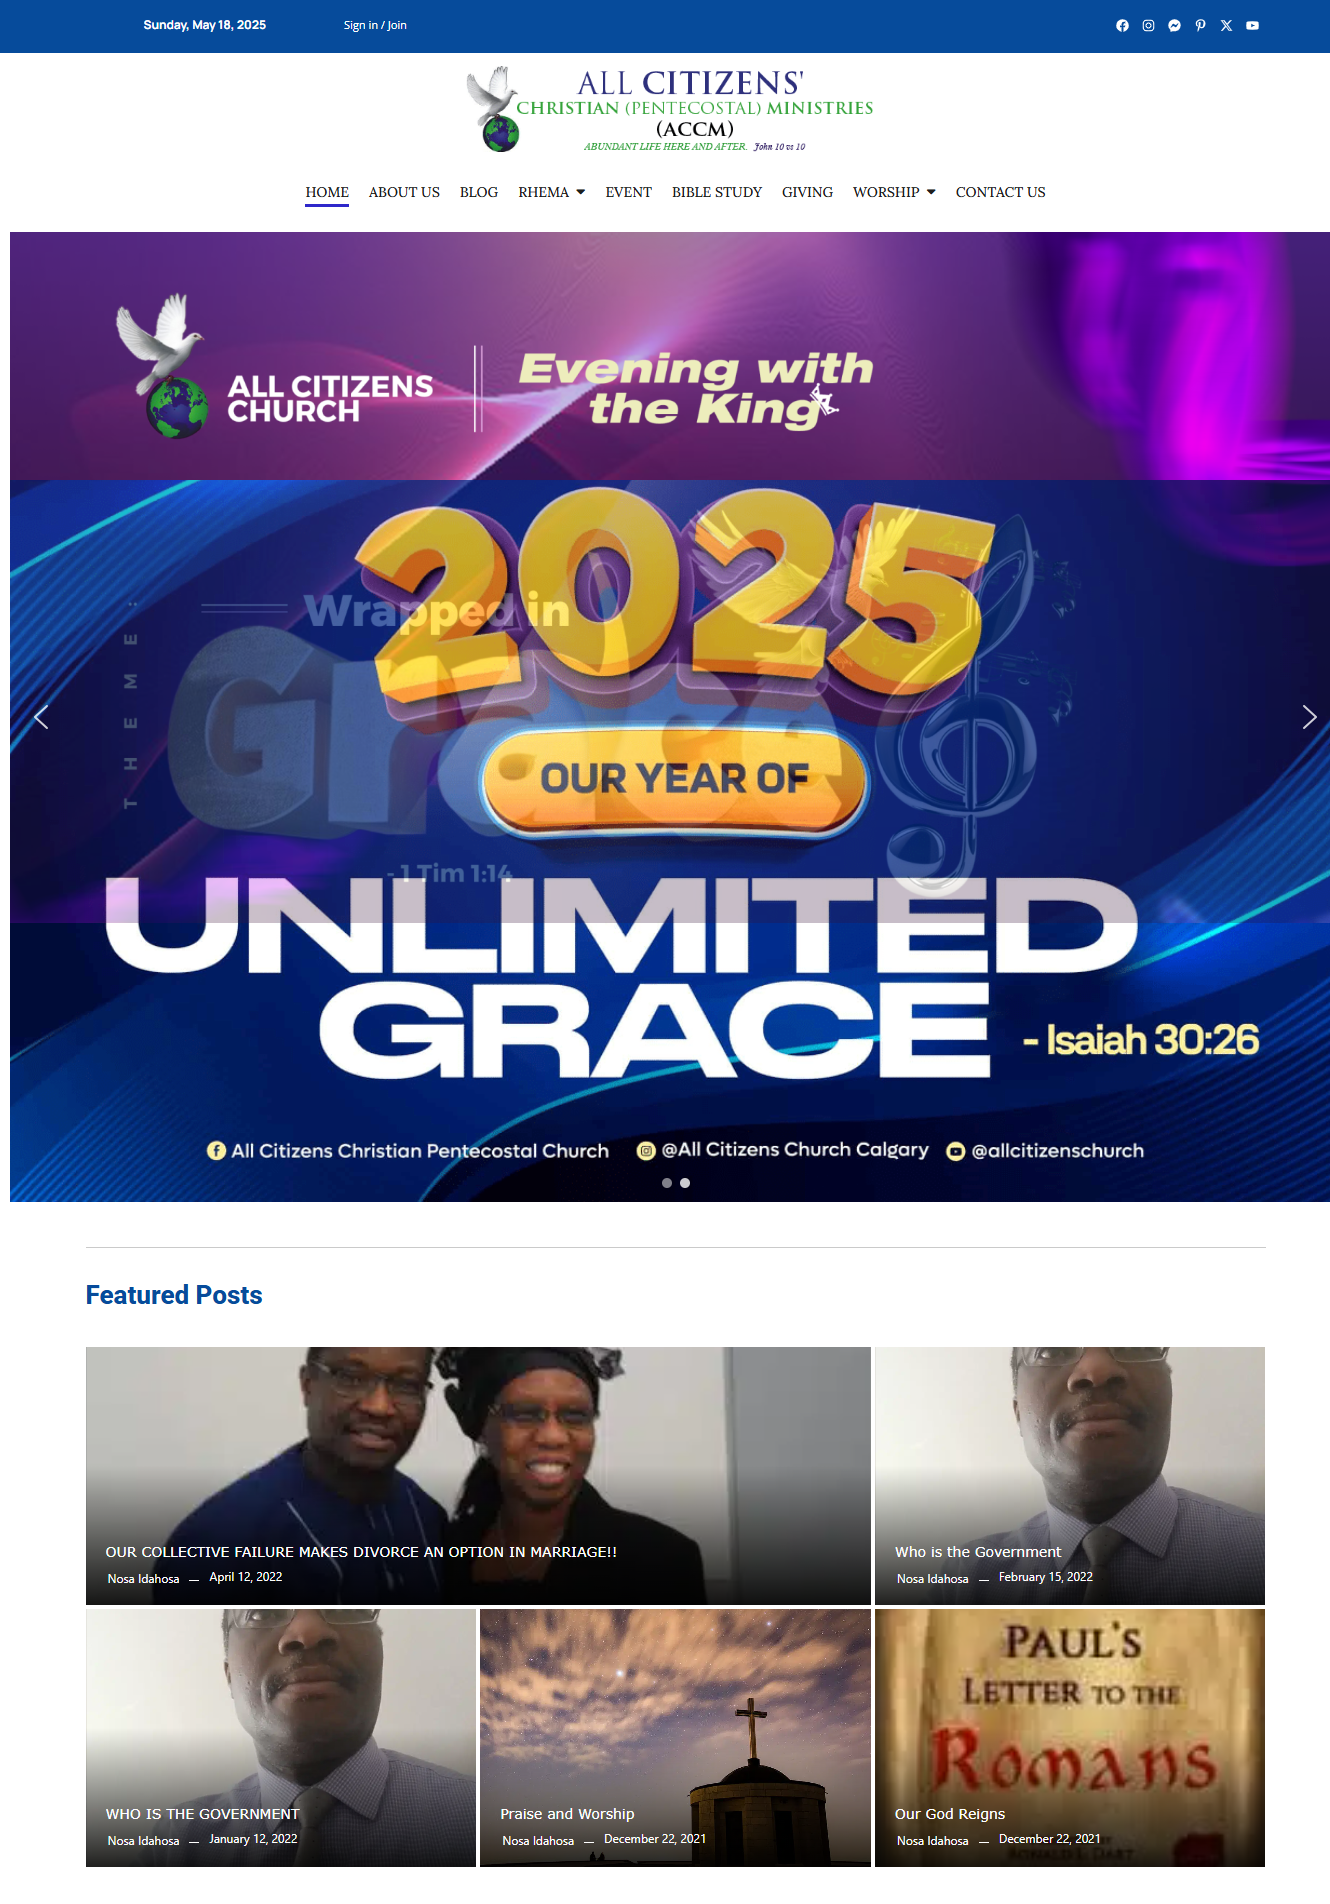 Sunday, May 18, 2025
Sign in / Join
ALL CITIZENS'
CHRISTIAN (PENTECOSTAL) MINISTRIES
(ACCM)
ABUNDANT LIFE HERE AND AFTER. John 10 vs 10
HOME ABOUT US BLOG RHEMA EVENT BIBLE STUDY GIVING WORSHIP CONTACT US
ALL CITIZENS
CHURCH
Evening with
the King
2025
THEME:
Wrapped in
Grace
OUR YEAR OF
- 1 Tim 1:14
UNLIMITED
GRACE
- Isaiah 30:26
All Citizens Christian Pentecostal Church @All Citizens Church Calgary @allcitizenschurch
Featured Posts
OUR COLLECTIVE FAILURE MAKES DIVORCE AN OPTION IN MARRIAGE!!
Nosa Idahosa — April 12, 2022
Who is the Government
Nosa Idahosa — February 15, 2022
WHO IS THE GOVERNMENT
Nosa Idahosa — January 12, 2022
Praise and Worship
Nosa Idahosa — December 22, 2021
PAUL'S
LETTER TO THE
Romans
Our God Reigns
Nosa Idahosa — December 22, 2021